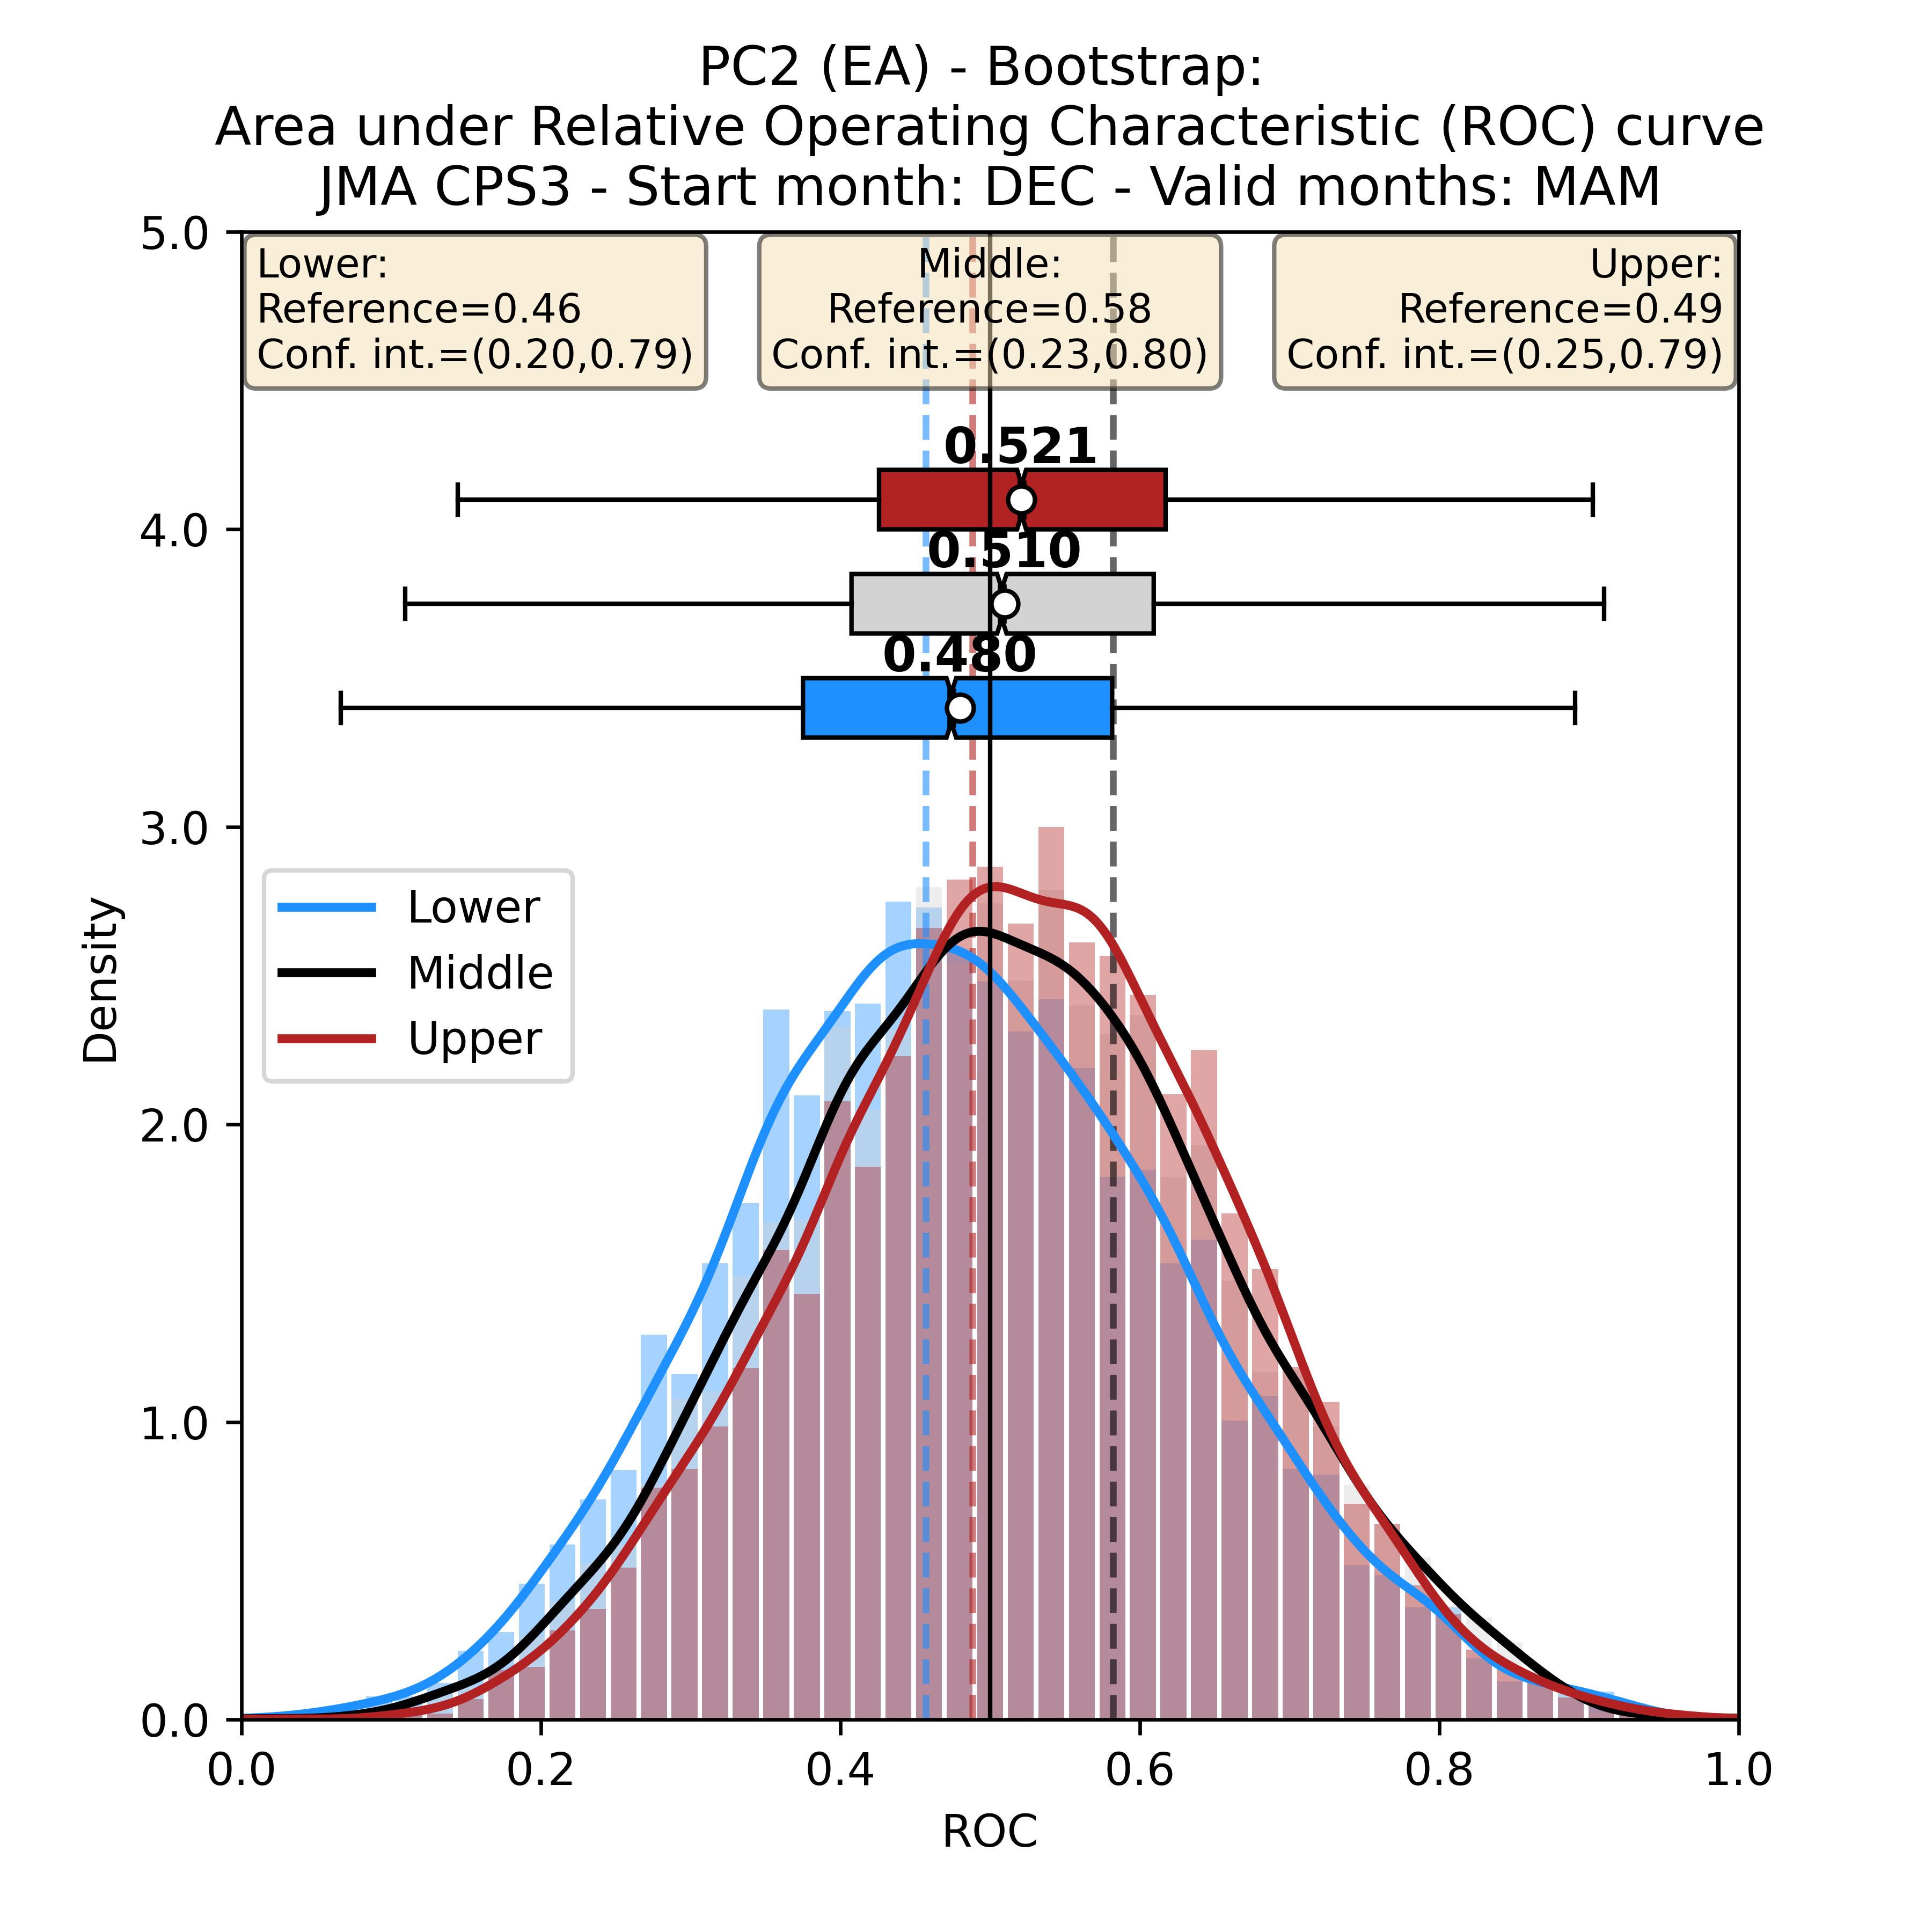 PC2 (EA) - Bootstrap:
Area under Relative Operating Characteristic (ROC) curve
JMA CPS3 - Start month: DEC - Valid months: MAM
5.0
4.0
3.0
2.0
1.0
0.0
Density
Lower:
Reference=0.46
Conf. int.=(0.20,0.79)
Middle:
Reference=0.58
Conf. int.=(0.23,0.80)
Upper:
Reference=0.49
Conf. int.=(0.25,0.79)
0.521
0.510
0.480
Lower
Middle
Upper
0.0
0.2
0.4
0.6
0.8
1.0
ROC